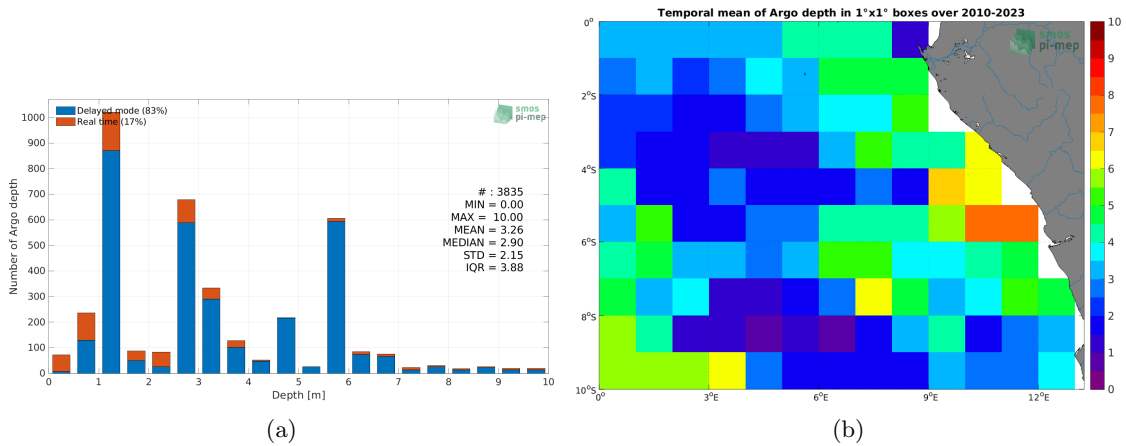 Number of Argo depth
1000
900
800
700
600
500
400
300
200
100
0
Delayed mode (83%)
Real time (17%)
smos
pi-mep
# : 3835
MIN = 0.00
MAX = 10.00
MEAN = 3.26
MEDIAN = 2.90
STD = 2.15
IQR = 3.88
0 1 2 3 4 5 6 7 8 9 10
Depth [m]
(a)
Temporal mean of Argo depth in 1°x1° boxes over 2010-2023
smos
pi-mep
0°
2°S
4°S
6°S
8°S
10°S
0° 3°E 6°E 9°E 12°E
10
9
8
7
6
5
4
3
2
1
0
(b)